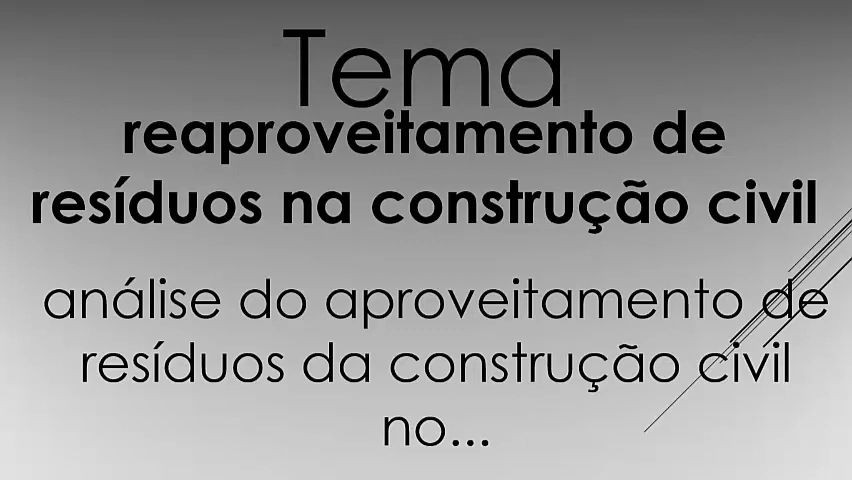 Tema
reaproveitamento de
resíduos na construção civil
análise do aproveitamento de
resíduos da construção civil
no...